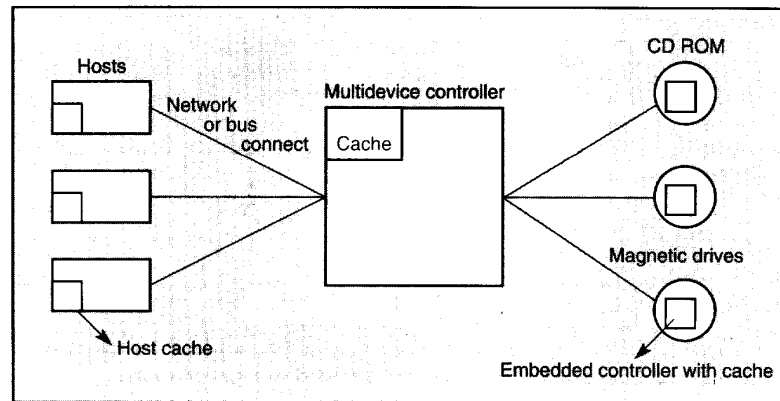 Hosts
Network
or bus
connect
Multidevice controller
Cache
CD ROM
Magnetic drives
Host cache
Embedded controller with cache